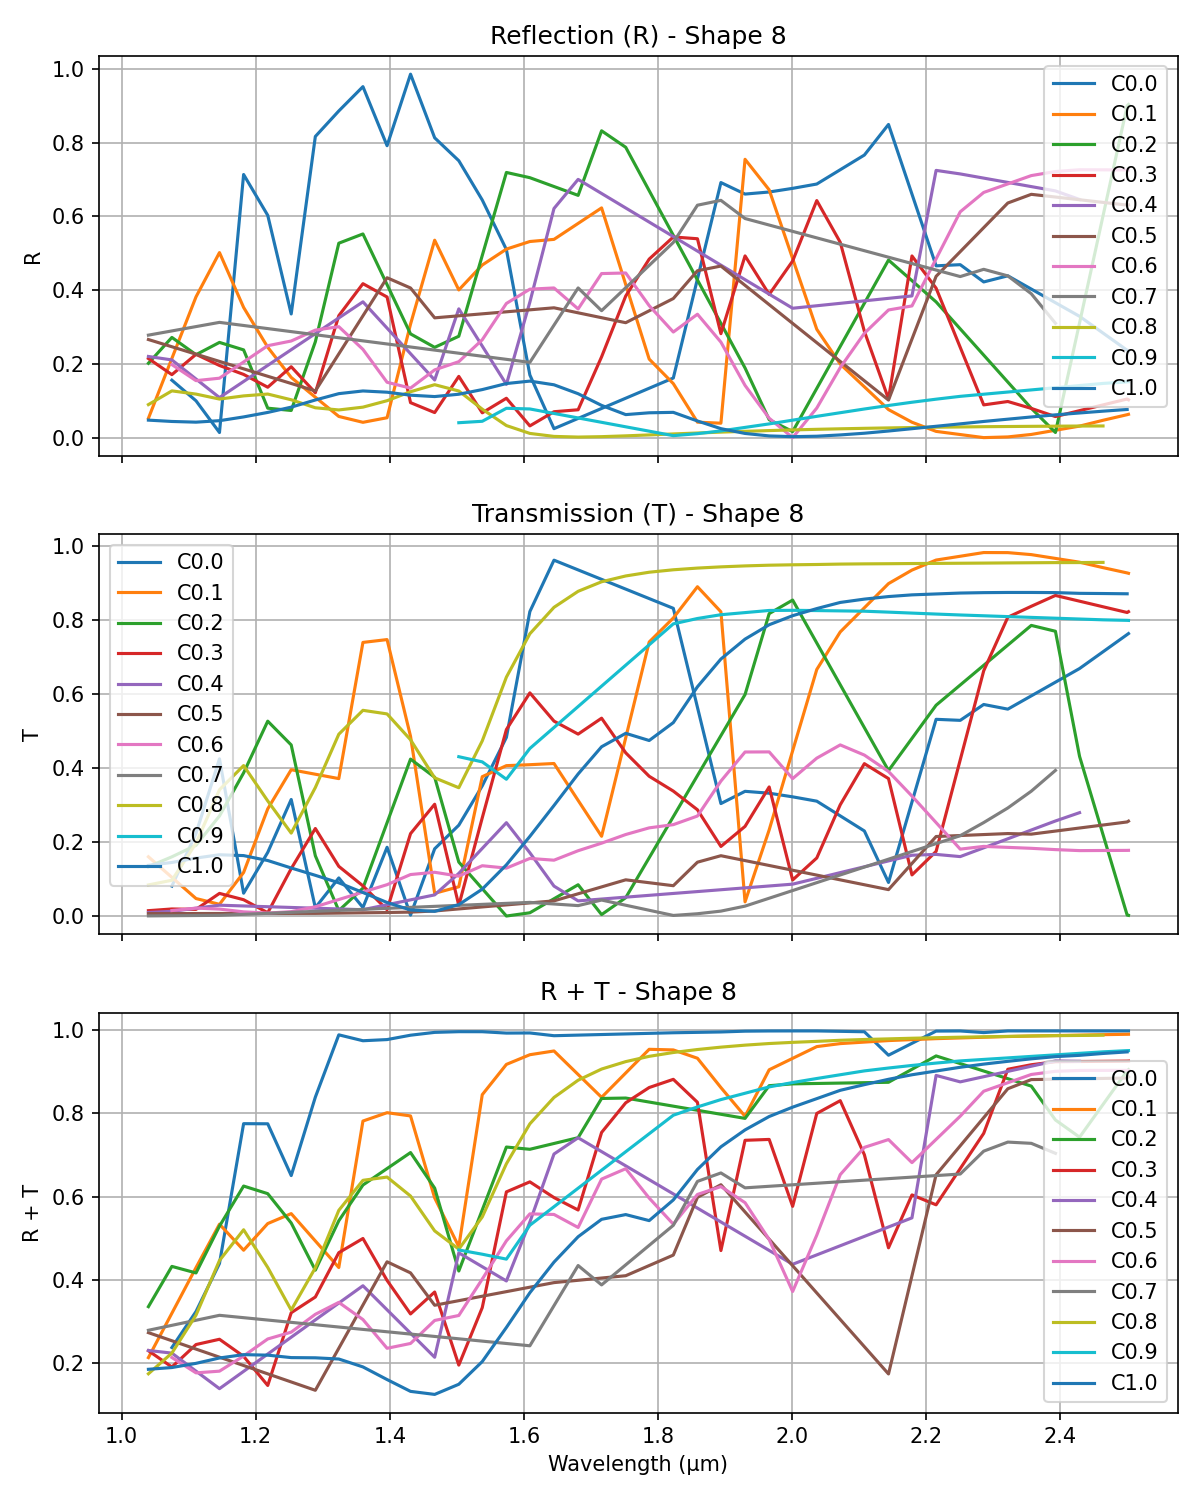 Reflection (R) - Shape 8
1.0
0.8
0.6
0.4
0.2
0.0
R
C0.0
C0.1
C0.2
C0.3
C0.4
C0.5
C0.6
C0.7
C0.8
C0.9
C1.0
Transmission (T) - Shape 8
1.0
0.8
0.6
0.4
0.2
0.0
T
C0.0
C0.1
C0.2
C0.3
C0.4
C0.5
C0.6
C0.7
C0.8
C0.9
C1.0
R + T - Shape 8
1.0
0.8
0.6
0.4
0.2
R + T
C0.0
C0.1
C0.2
C0.3
C0.4
C0.5
C0.6
C0.7
C0.8
C0.9
C1.0
1.0 1.2 1.4 1.6 1.8 2.0 2.2 2.4
Wavelength (μm)